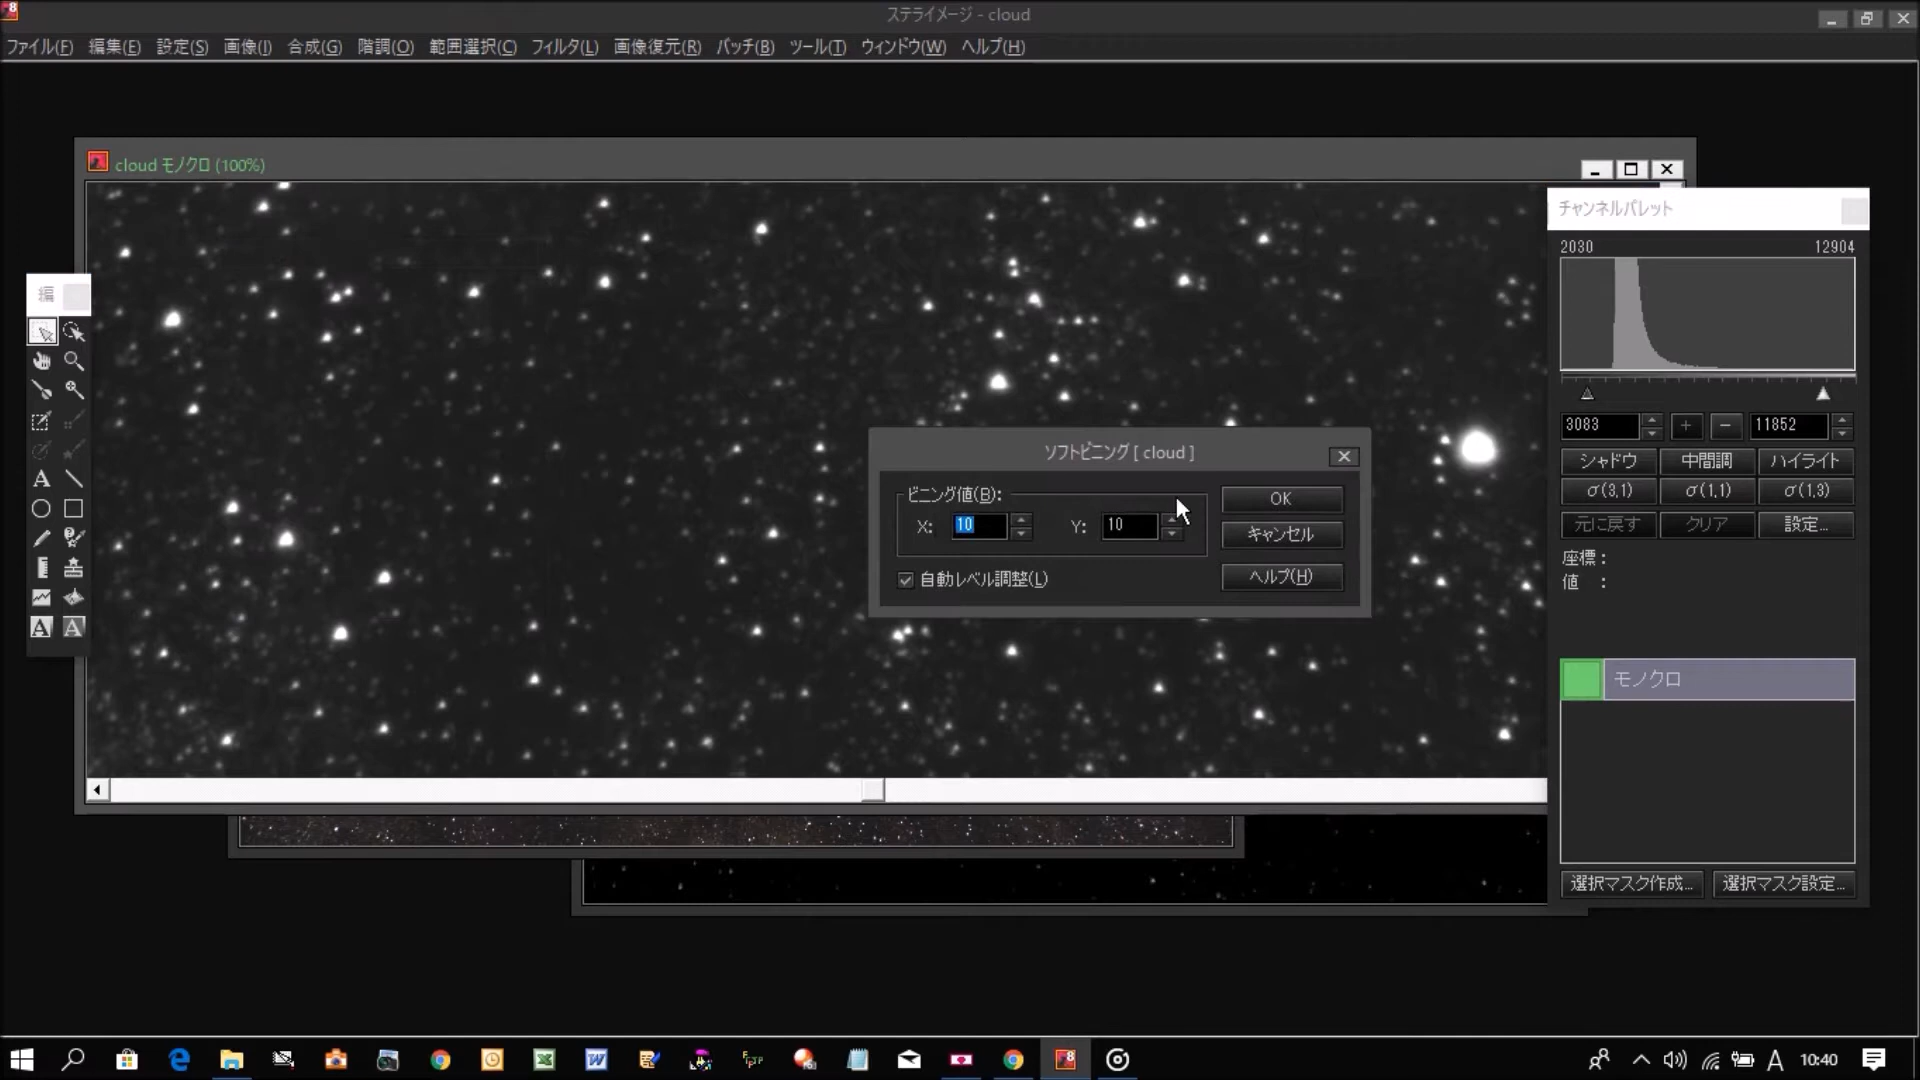 ステライメージ - cloud
ファイル(F) 編集(E) 設定(S) 画像(I) 合成(G) 階調(O) 範囲選択(C) フィルタ(L) 画像復元(R) バッチ(B) ツール(T) ウィンドウ(W) ヘルプ(H)
cloud モノクロ (100%)
編
チャンネルパレット
2030 12904
3083 + - 11852
シャドウ 中間調 ハイライト
σ(3,1) σ(1,1) σ(1,3)
元に戻す クリア 設定...
座標 :
値 :
モノクロ
選択マスク作成... 選択マスク設定...
ソフトビニング [ cloud ]
ビニング値(B):
X: 10 Y: 10
自動レベル調整(L)
OK
キャンセル
ヘルプ(H)
A 10:40